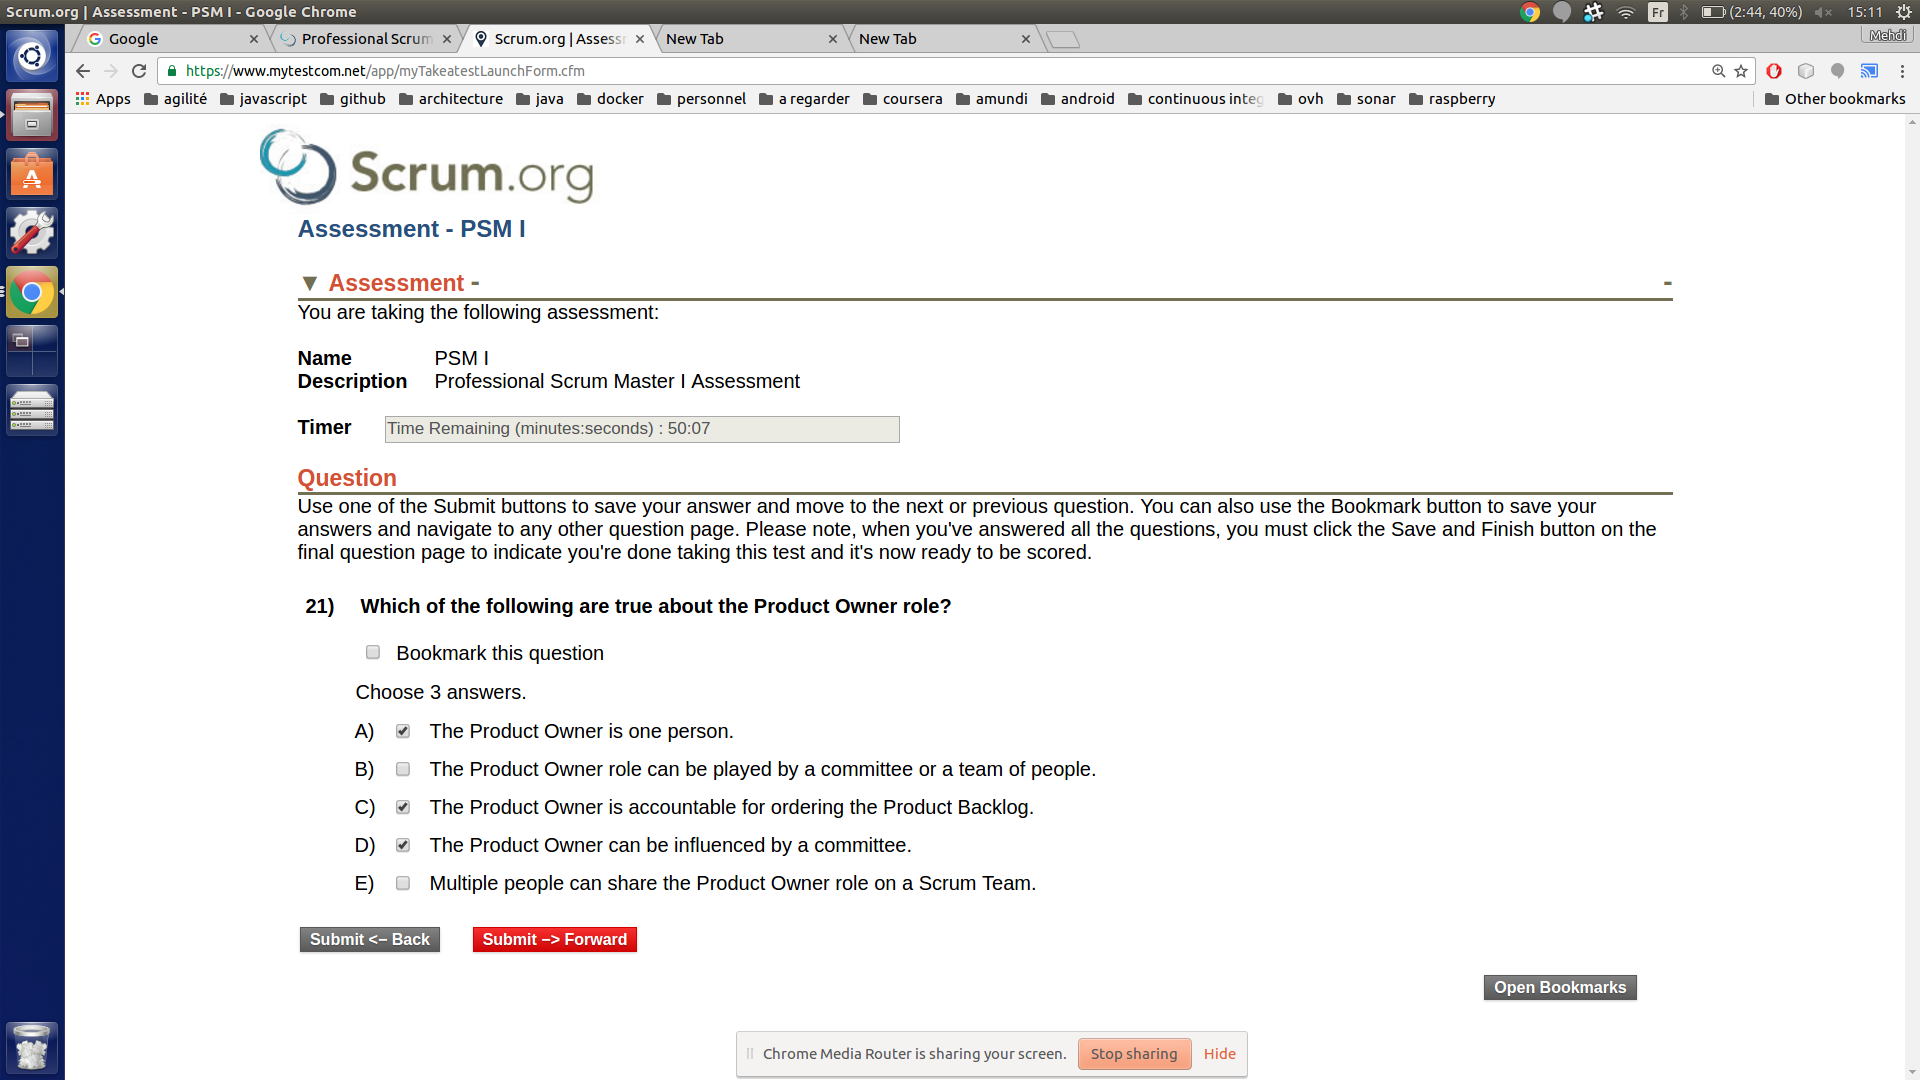 Scrum.org | Assessment - PSM I - Google Chrome
Fr
(2:44, 40%)
15:11
Google
Professional Scrum
Scrum.org | Assess
New Tab
New Tab
Mehdi
https://www.mytestcom.net/app/myTakeatestLaunchForm.cfm
Apps
agilité
javascript
github
architecture
java
docker
personnel
a regarder
coursera
amundi
android
continuous integ
ovh
sonar
raspberry
Other bookmarks
Scrum.org
Assessment - PSM I
▼ Assessment -
-
You are taking the following assessment:
Name PSM I
Description Professional Scrum Master I Assessment
Timer Time Remaining (minutes:seconds) : 50:07
Question
Use one of the Submit buttons to save your answer and move to the next or previous question. You can also use the Bookmark button to save your
answers and navigate to any other question page. Please note, when you've answered all the questions, you must click the Save and Finish button on the
final question page to indicate you're done taking this test and it's now ready to be scored.
21) Which of the following are true about the Product Owner role?
Bookmark this question
Choose 3 answers.
A) The Product Owner is one person.
B) The Product Owner role can be played by a committee or a team of people.
C) The Product Owner is accountable for ordering the Product Backlog.
D) The Product Owner can be influenced by a committee.
E) Multiple people can share the Product Owner role on a Scrum Team.
Submit <– Back
Submit –> Forward
Open Bookmarks
Chrome Media Router is sharing your screen.
Stop sharing
Hide